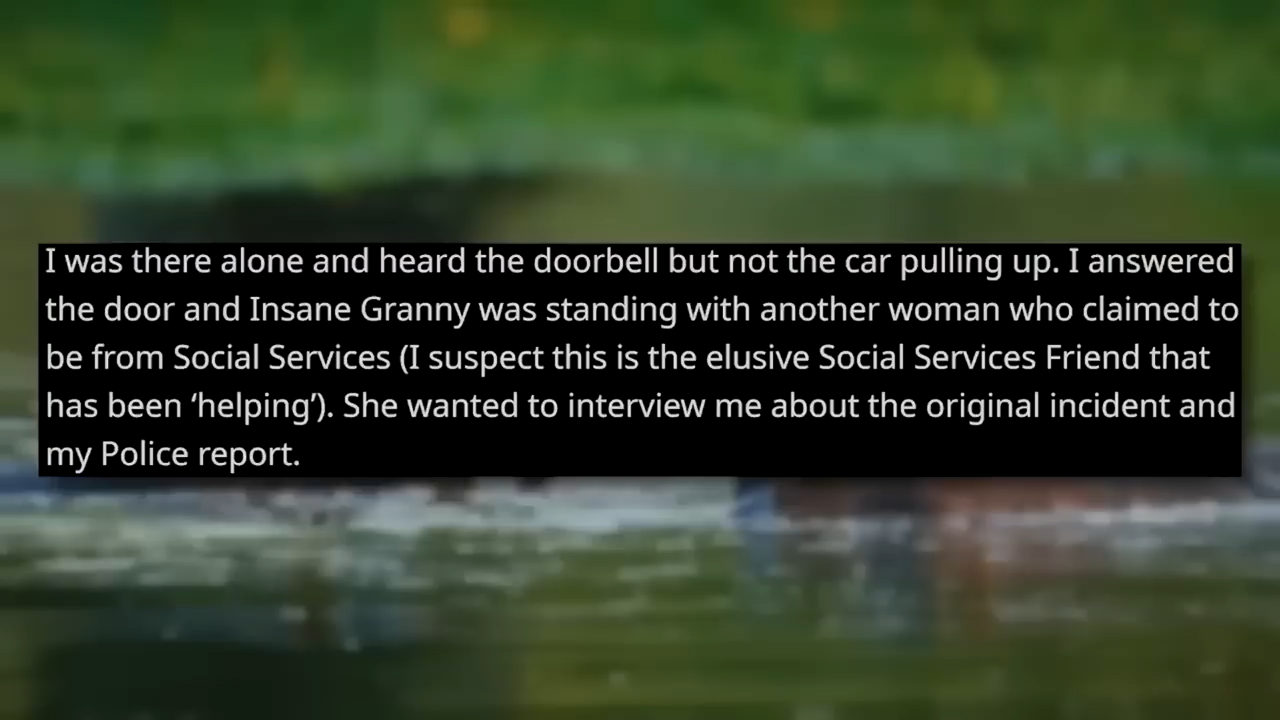 I was there alone and heard the doorbell but not the car pulling up. I answered
the door and Insane Granny was standing with another woman who claimed to
be from Social Services (I suspect this is the elusive Social Services Friend that
has been ‘helping’). She wanted to interview me about the original incident and
my Police report.